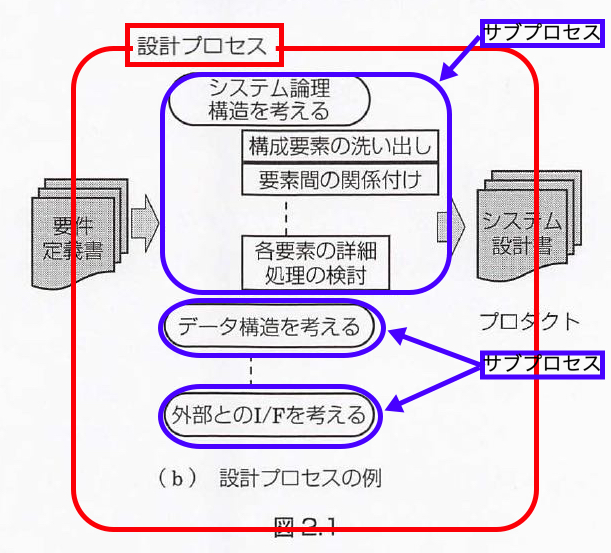 サブプロセス
設計プロセス
システム論理
構造を考える
構成要素の洗い出し
要素間の関係付け
要件
定義書
システム
設計書
各要素の詳細
処理の検討
プロタクト
データ構造を考える
サブプロセス
外部とのI/Fを考える
(b) 設計プロセスの例
図2.1